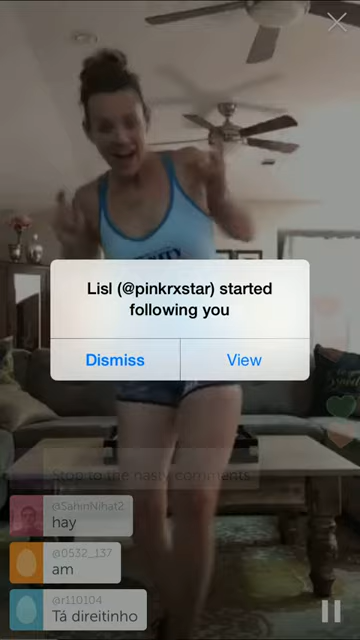 Lisl (@pinkrxstar) started
following you
Dismiss
View
Stop to the nasty comments
@SahinNihat2
hay
@0532_137
am
@r110104
Tá direitinho